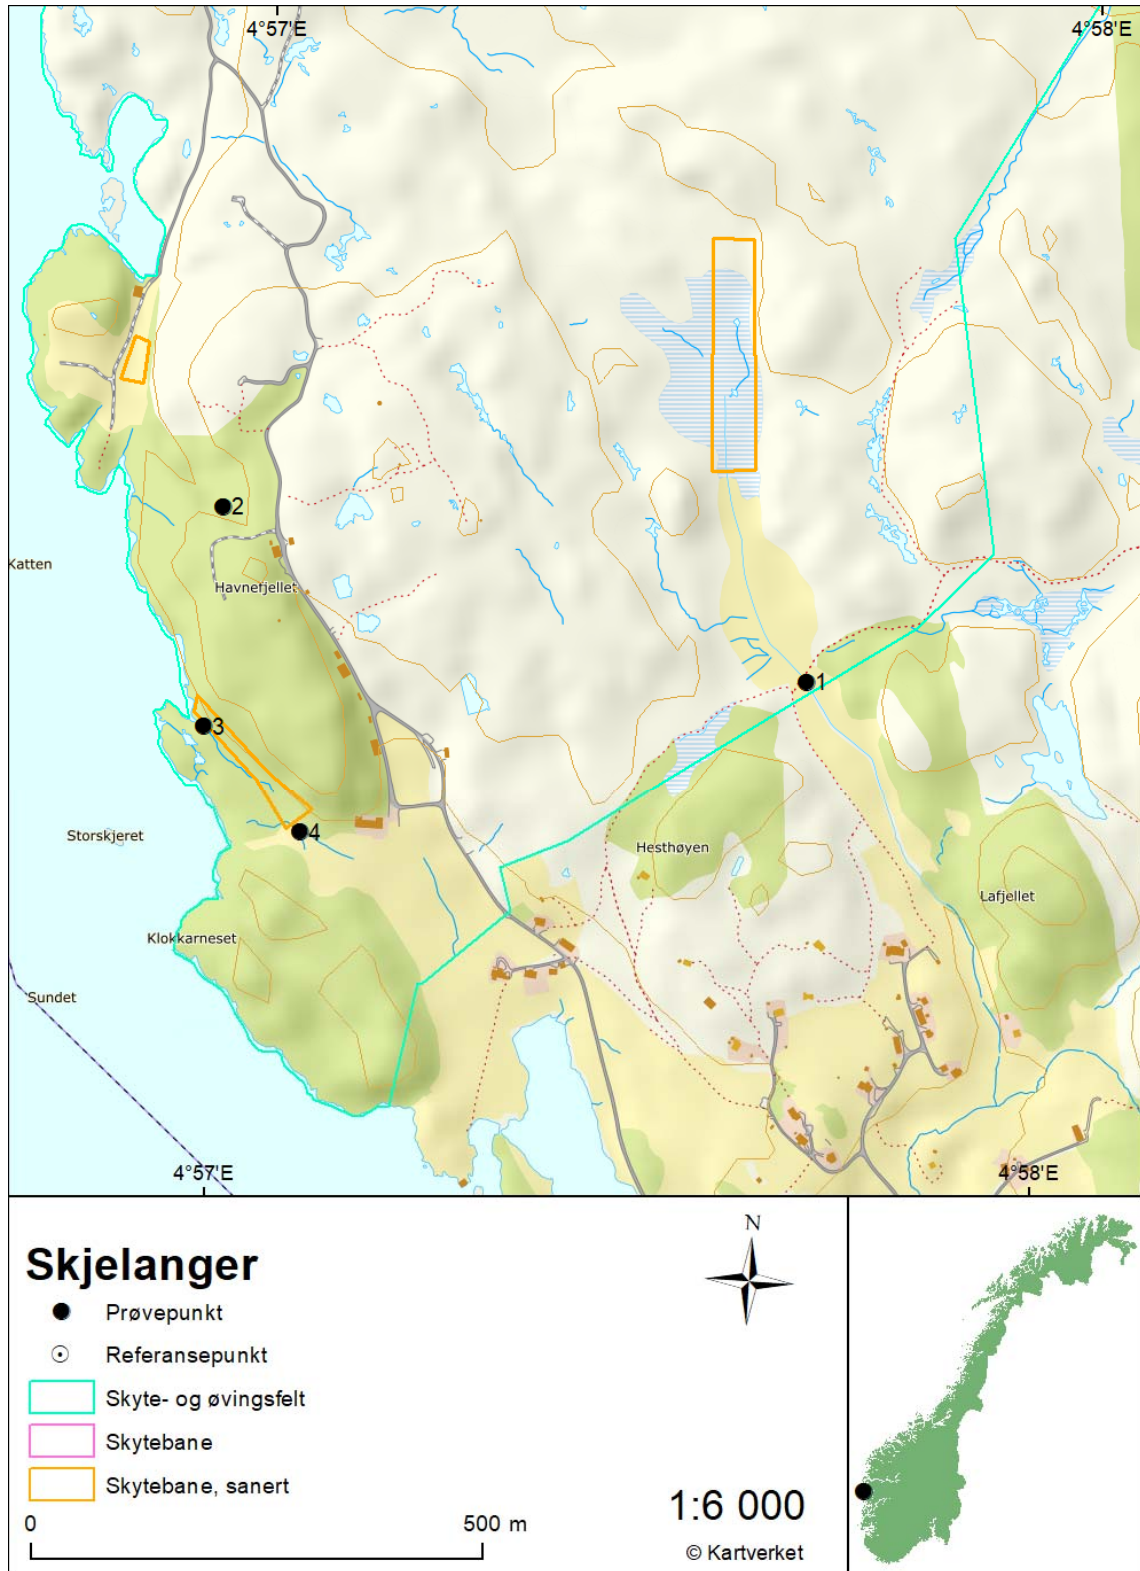 4°57'E
4°58'E
2
Katten
Havnefjellet
1
3
4
Storskjeret
Hesthøyen
Lafjellet
Klokkarneset
Sundet
4°57'E
4°58'E
Skjelanger
N
Prøvepunkt
Referansepunkt
Skyte- og øvingsfelt
Skytebane
Skytebane, sanert
0
500 m
1:6 000
© Kartverket